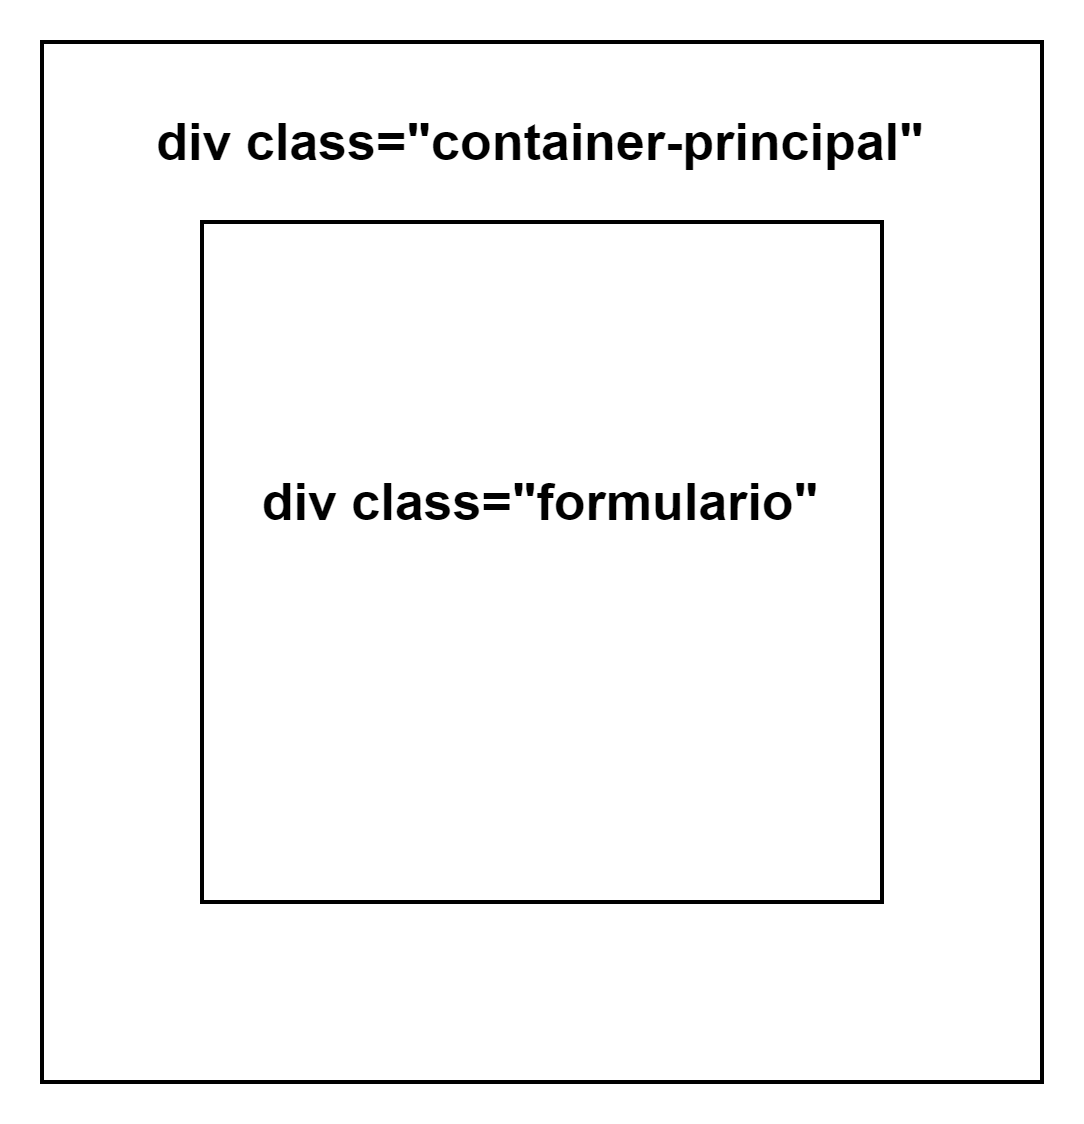 div class="container-principal"
div class="formulario"